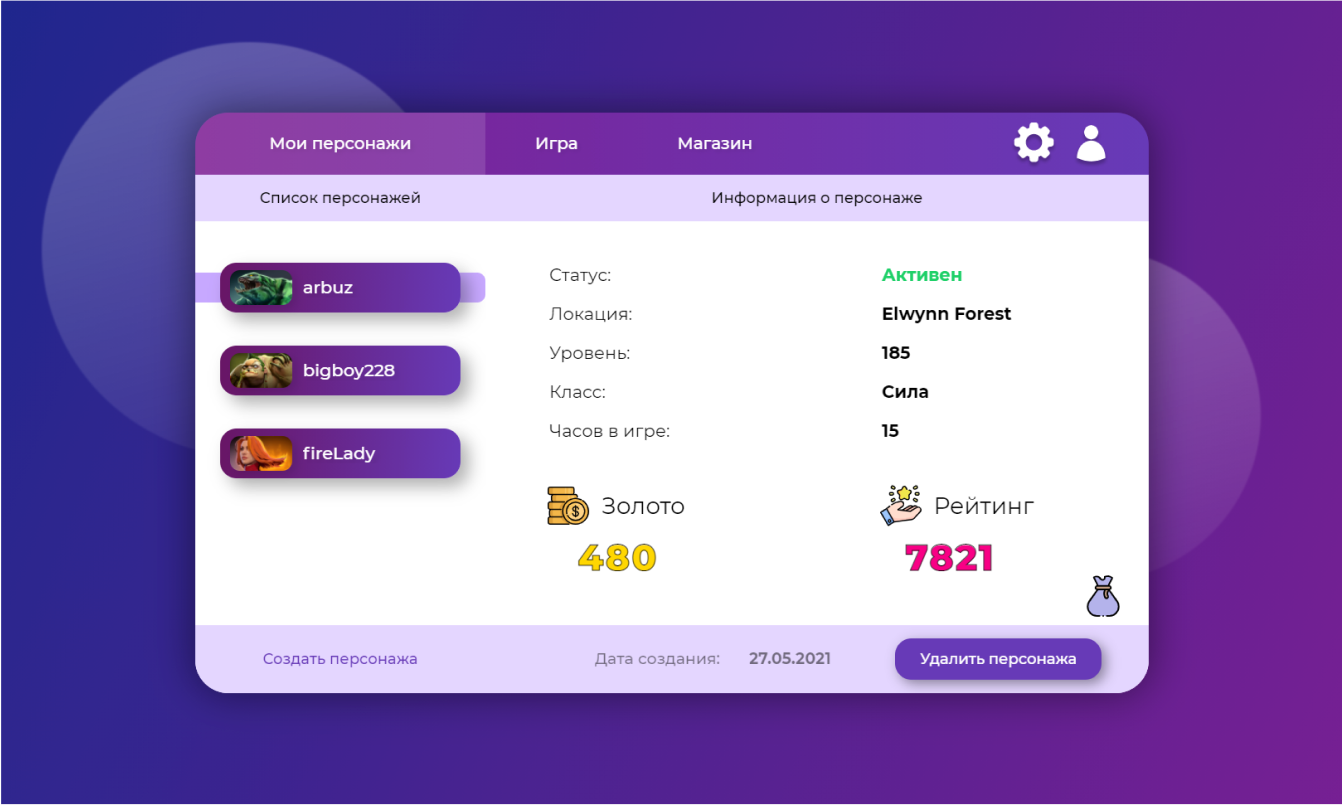 Мои персонажи Игра Магазин
Список персонажей Информация о персонаже
arbuz
bigboy228
fireLady
Статус: Активен
Локация: Elwynn Forest
Уровень: 185
Класс: Сила
Часов в игре: 15
Золото Рейтинг
480 7821
Создать персонажа Дата создания: 27.05.2021 Удалить персонажа